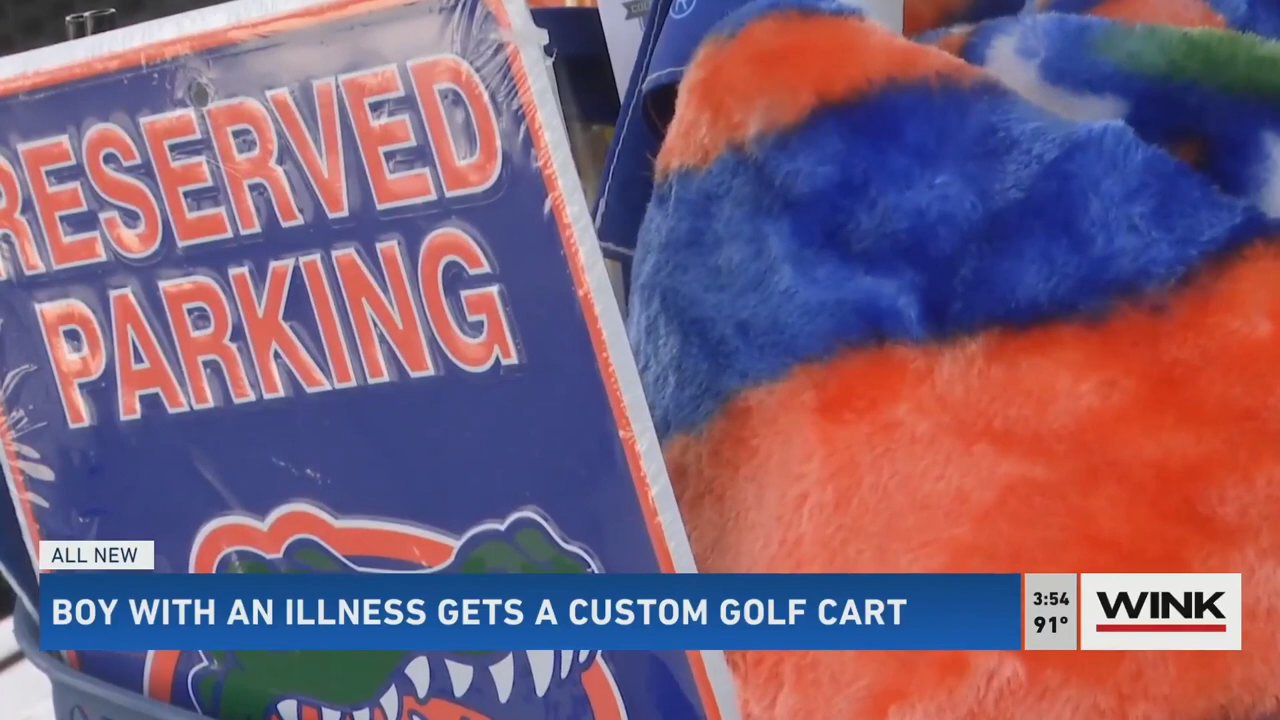 RESERVED
PARKING
ALL NEW
BOY WITH AN ILLNESS GETS A CUSTOM GOLF CART
3:54
91°
WINK